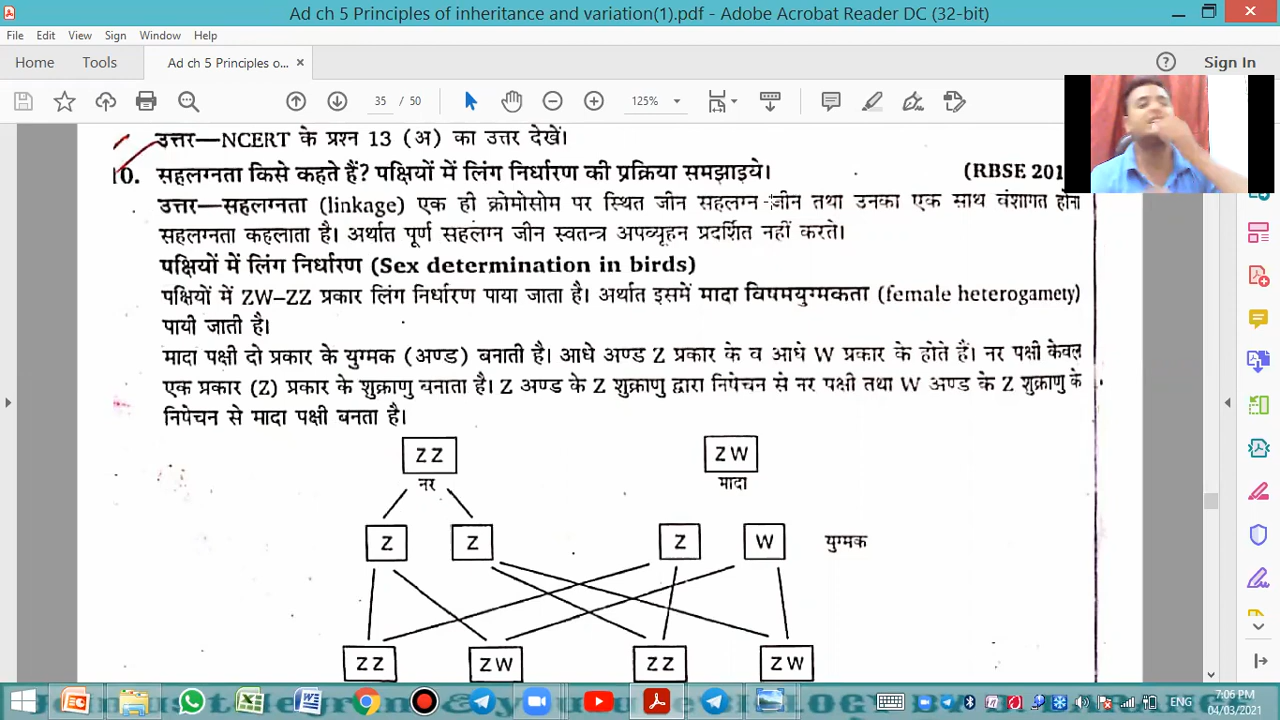 Ad ch 5 Principles of inheritance and variation(1).pdf - Adobe Acrobat Reader DC (32-bit)
File Edit View Sign Window Help
Home Tools Ad ch 5 Principles o... × Sign In
35 / 50 125%
उत्तर—NCERT के प्रश्न 13 (अ) का उत्तर देखें।
10. सहलग्नता किसे कहते हैं? पक्षियों में लिंग निर्धारण की प्रक्रिया समझाइये। (RBSE 201
उत्तर—सहलग्नता (linkage) एक ही क्रोमोसोम पर स्थित जीन सहलग्न जीन तथा उनका एक साथ वंशागत होना
सहलग्नता कहलाता है। अर्थात पूर्ण सहलग्न जीन स्वतन्त्र अपव्यूहन प्रदर्शित नहीं करते।
पक्षियों में लिंग निर्धारण (Sex determination in birds)
पक्षियों में ZW–ZZ प्रकार लिंग निर्धारण पाया जाता है। अर्थात इसमें मादा विषमयुग्मकता (female heterogamety)
पायी जाती है।
मादा पक्षी दो प्रकार के युग्मक (अण्ड) बनाती है। आधे अण्ड Z प्रकार के व आधे W प्रकार के होते हैं। नर पक्षी केवल
एक प्रकार (Z) प्रकार के शुक्राणु बनाता है। Z अण्ड के Z शुक्राणु द्वारा निषेचन से नर पक्षी तथा W अण्ड के Z शुक्राणु के
निषेचन से मादा पक्षी बनता है।
Z Z Z W
नर मादा
Z Z Z W युग्मक
Z Z Z W Z Z Z W
ENG 7:06 PM
04/03/2021